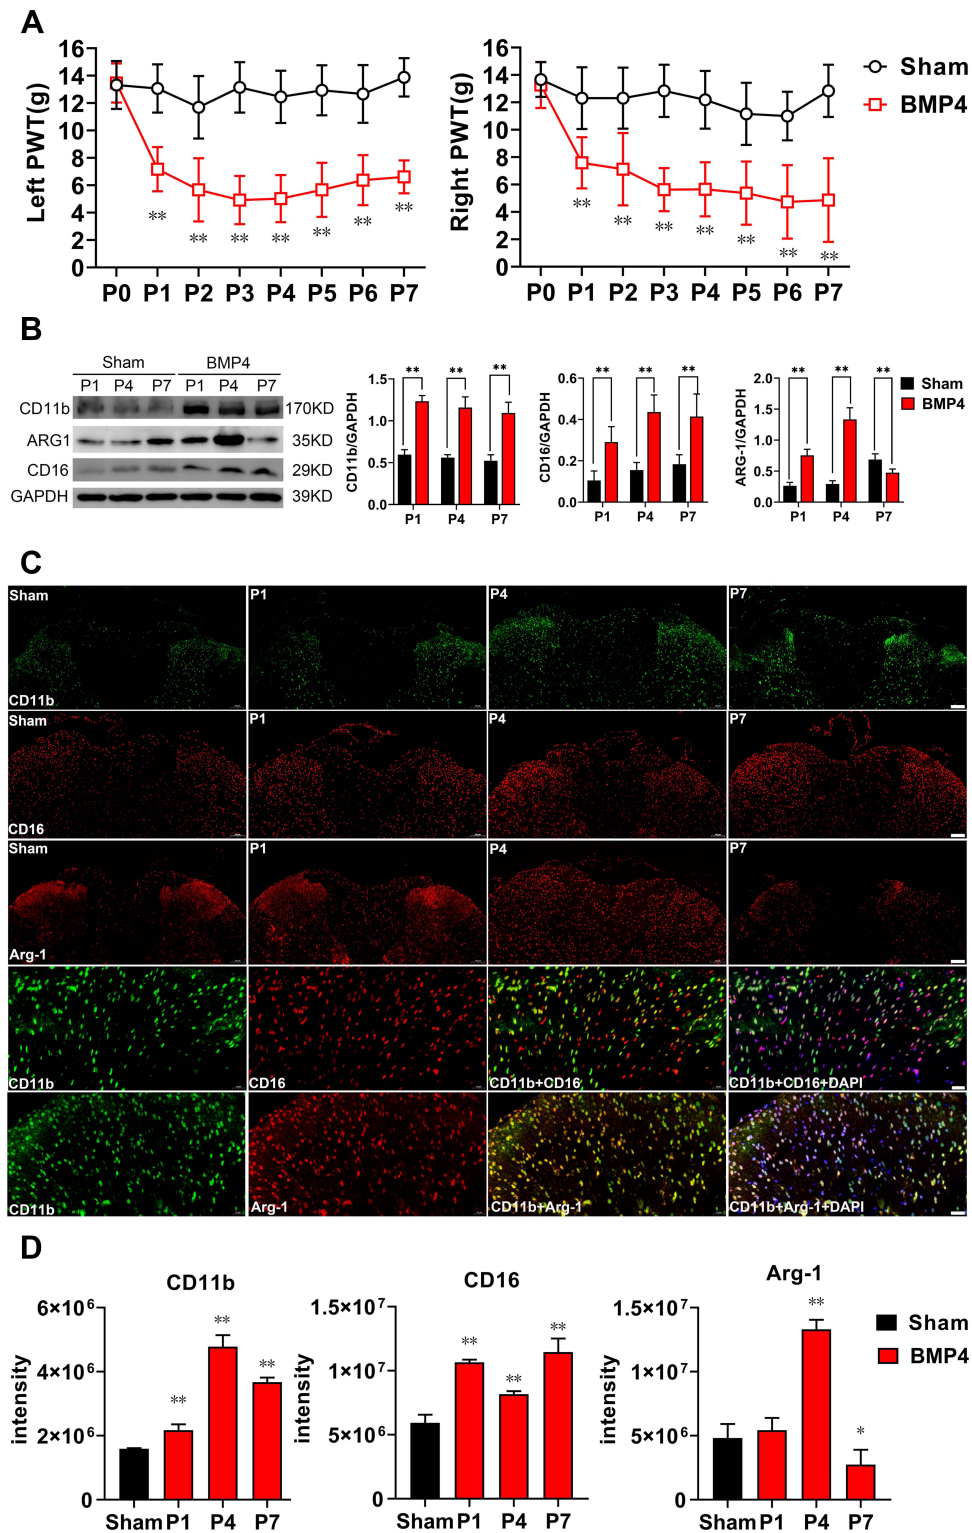 A
Left PWT(g)
16
14
12
10
8
6
4
2
0
P0 P1 P2 P3 P4 P5 P6 P7
** ** ** ** ** ** **
Right PWT(g)
16
14
12
10
8
6
4
2
0
P0 P1 P2 P3 P4 P5 P6 P7
** ** ** ** ** ** **
Sham
BMP4
B
Sham BMP4
P1 P4 P7 P1 P4 P7
CD11b 170KD
ARG1 35KD
CD16 29KD
GAPDH 39KD
CD11b/GAPDH
1.5
1.0
0.5
0.0
** ** **
P1 P4 P7
CD16/GAPDH
0.6
0.4
0.2
0.0
** ** **
P1 P4 P7
ARG-1/GAPDH
2.0
1.5
1.0
0.5
0.0
** ** **
P1 P4 P7
Sham
BMP4
C
Sham P1 P4 P7
CD11b
Sham P1 P4 P7
CD16
Sham P1 P4 P7
Arg-1
CD11b CD16 CD11b+CD16 CD11b+CD16+DAPI
CD11b Arg-1 CD11b+Arg-1 CD11b+Arg-1+DAPI
D
CD11b
intensity
6×10⁶
4×10⁶
2×10⁶
0
** ** **
Sham P1 P4 P7
CD16
intensity
1.5×10⁷
1×10⁷
5×10⁶
0
** ** **
Sham P1 P4 P7
Arg-1
intensity
1.5×10⁷
1×10⁷
5×10⁶
0
** *
Sham P1 P4 P7
Sham
BMP4